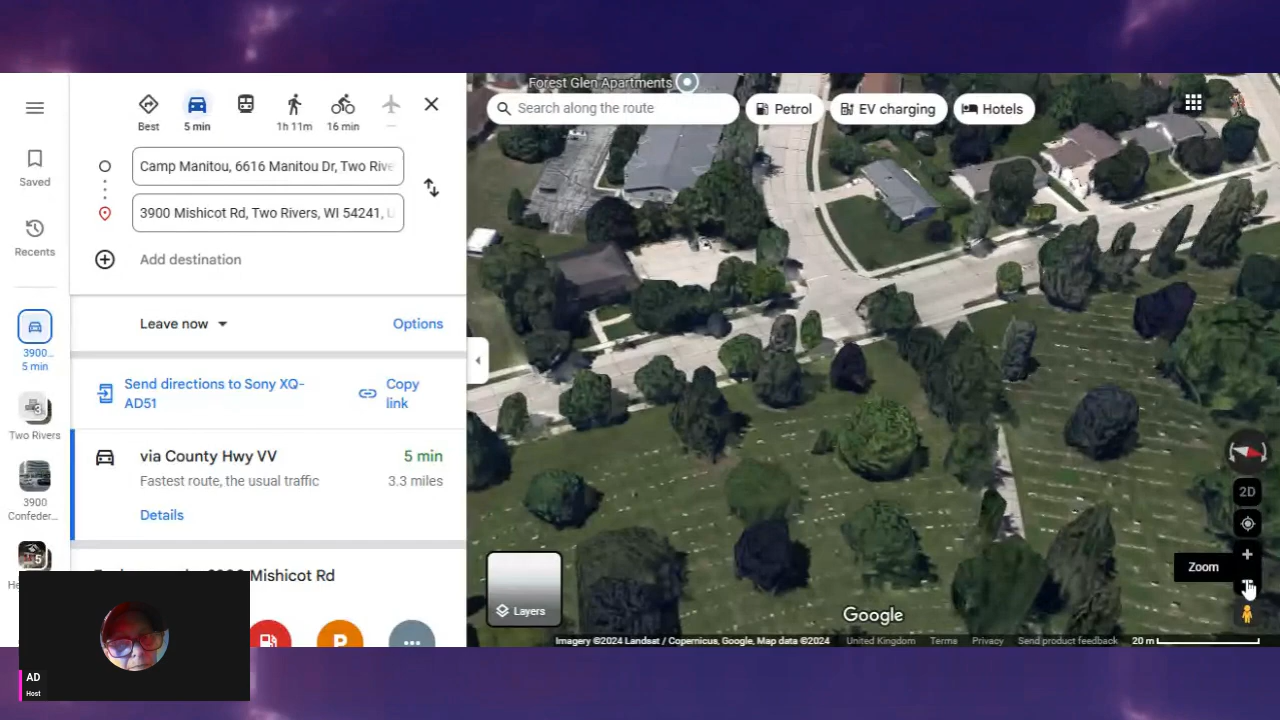 Best
5 min
1h 11m
16 min
—
Camp Manitou, 6616 Manitou Dr, Two Rive
3900 Mishicot Rd, Two Rivers, WI 54241, U
Add destination
Leave now
Options
Send directions to Sony XQ-
AD51
Copy
link
via County Hwy VV
5 min
Fastest route, the usual traffic
3.3 miles
Details
Mishicot Rd
Saved
Recents
3900...
5 min
3
Two Rivers
3900
Confeder...
5
AD
Host
P
Forest Glen Apartments
Search along the route
Petrol
EV charging
Hotels
2D
Zoom
Layers
Google
Imagery ©2024 Landsat / Copernicus, Google, Map data ©2024
United Kingdom
Terms
Privacy
Send product feedback
20 m